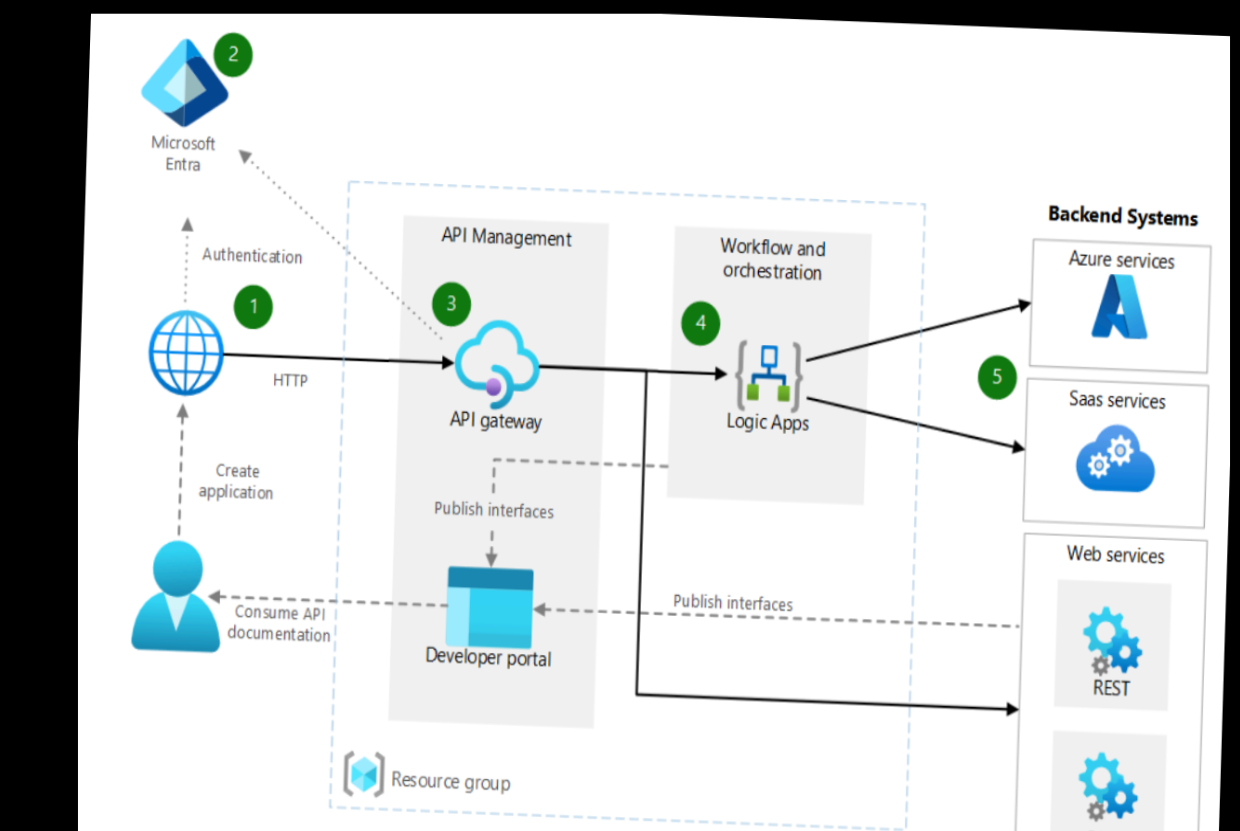 2
Microsoft
Entra
Authentication
1
HTTP
Create
application
Consume API
documentation
API Management
3
API gateway
Publish interfaces
Developer portal
Resource group
Workflow and
orchestration
4
Logic Apps
Publish interfaces
Backend Systems
Azure services
5
Saas services
Web services
REST